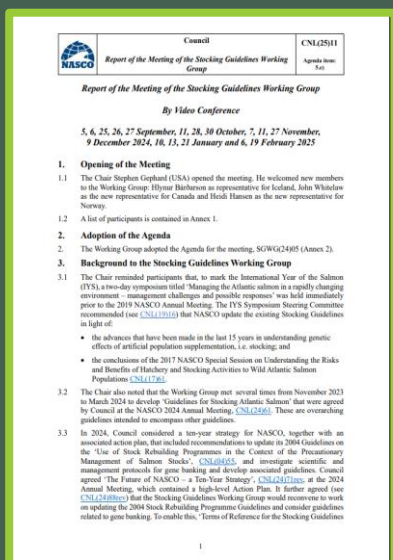 Council
CNL(25)11
NASCO
Report of the Meeting of the Stocking Guidelines Working
Group
Agenda item:
5.c)
Report of the Meeting of the Stocking Guidelines Working Group
By Video Conference
5, 6, 25, 26, 27 September, 11, 28, 30 October, 7, 11, 27 November,
9 December 2024, 10, 13, 21 January and 6, 19 February 2025
1. Opening of the Meeting
1.1 The Chair Stephen Gephard (USA) opened the meeting. He welcomed new members
to the Working Group: Hlynur Bárðarson as representative for Iceland, John Whitelaw
as the new representative for Canada and Heidi Hansen as the new representative for
Norway.
1.2 A list of participants is contained in Annex 1.
2. Adoption of the Agenda
2. The Working Group adopted the Agenda for the meeting, SGWG(24)05 (Annex 2).
3. Background to the Stocking Guidelines Working Group
3.1 The Chair reminded participants that, to mark the International Year of the Salmon
(IYS), a two-day symposium titled ‘Managing the Atlantic salmon in a rapidly changing
environment – management challenges and possible responses’ was held immediately
prior to the 2019 NASCO Annual Meeting. The IYS Symposium Steering Committee
recommended (see CNL(19)16) that NASCO update the existing Stocking Guidelines
in light of:
• the advances that have been made in the last 15 years in understanding genetic
effects of artificial population supplementation, i.e. stocking; and
• the conclusions of the 2017 NASCO Special Session on Understanding the Risks
and Benefits of Hatchery and Stocking Activities to Wild Atlantic Salmon
Populations CNL(17)61.
3.2 The Chair also noted that the Working Group met several times from November 2023
to March 2024 to develop ‘Guidelines for Stocking Atlantic Salmon’ that were agreed
by Council at the NASCO 2024 Annual Meeting, CNL(24)61. These are overarching
guidelines intended to encompass other guidelines.
3.3 In 2024, Council considered a ten-year strategy for NASCO, together with an
associated action plan, that included recommendations to update its 2004 Guidelines on
the ‘Use of Stock Rebuilding Programmes in the Context of the Precautionary
Management of Salmon Stocks’, CNL(04)55, and investigate scientific and
management protocols for gene banking and develop associated guidelines. Council
agreed ‘The Future of NASCO – a Ten-Year Strategy’, CNL(24)71rev, at the 2024
Annual Meeting, which contained a high-level Action Plan. It further agreed (see
CNL(24)88rev) that the Stocking Guidelines Working Group would reconvene to work
on updating the 2004 Stock Rebuilding Programme Guidelines and consider guidelines
related to gene banking. To enable this, ‘Terms of Reference for the Stocking Guidelines
1